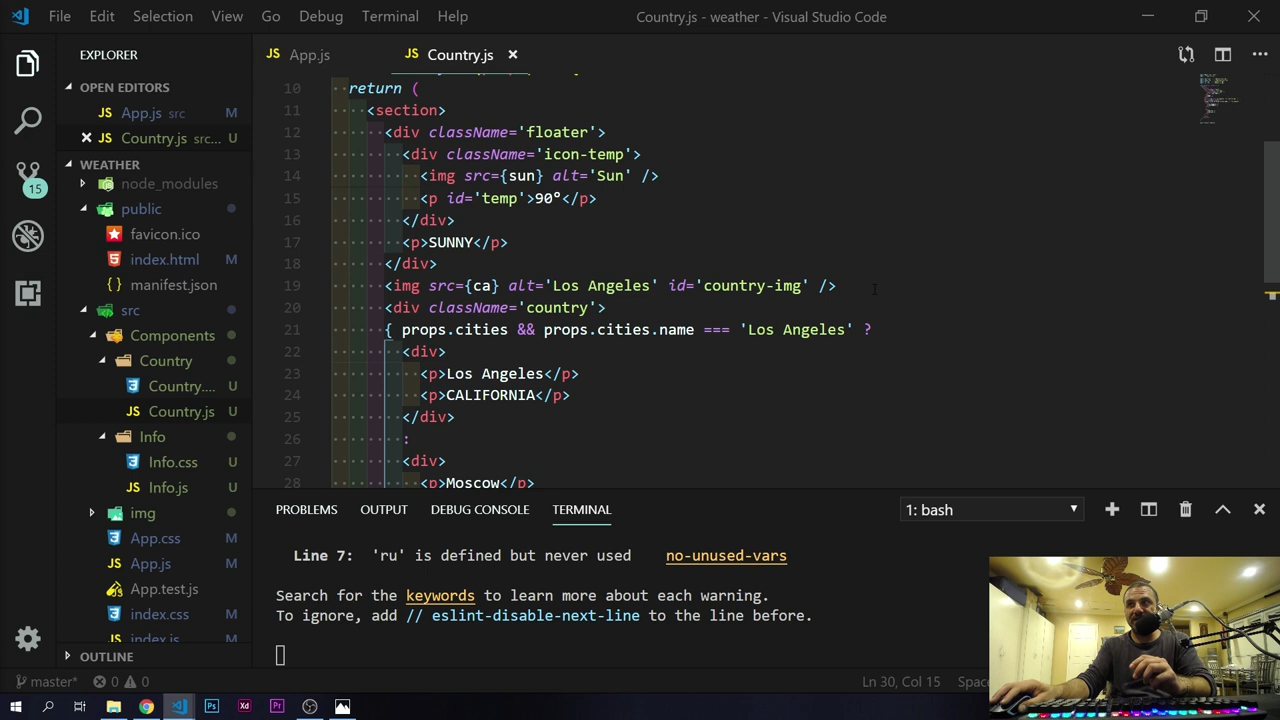 File Edit Selection View Go Debug Terminal Help
Country.js - weather - Visual Studio Code
EXPLORER
App.js
Country.js
OPEN EDITORS
App.js src M
Country.js src... U
WEATHER
node_modules
public
favicon.ico
index.html M
manifest.json
src
Components
Country
Country.... U
Country.js U
Info
Info.css U
Info.js U
img
App.css M
App.js M
App.test.js
index.css M
index.js M
OUTLINE
15
10 return (
11 <section>
12 <div className='floater'>
13 <div className='icon-temp'>
14 <img src={sun} alt='Sun' />
15 <p id='temp'>90°</p>
16 </div>
17 <p>SUNNY</p>
18 </div>
19 <img src={ca} alt='Los Angeles' id='country-img' />
20 <div className='country'>
21 { props.cities && props.cities.name === 'Los Angeles' ?
22 <div>
23 <p>Los Angeles</p>
24 <p>CALIFORNIA</p>
25 </div>
26 :
27 <div>
28 <p>Moscow</p>
PROBLEMS OUTPUT DEBUG CONSOLE TERMINAL
1: bash
Line 7: 'ru' is defined but never used no-unused-vars
Search for the keywords to learn more about each warning.
To ignore, add // eslint-disable-next-line to the line before.
master* 0 0
Ln 30, Col 15
Ps
Xd
Pr